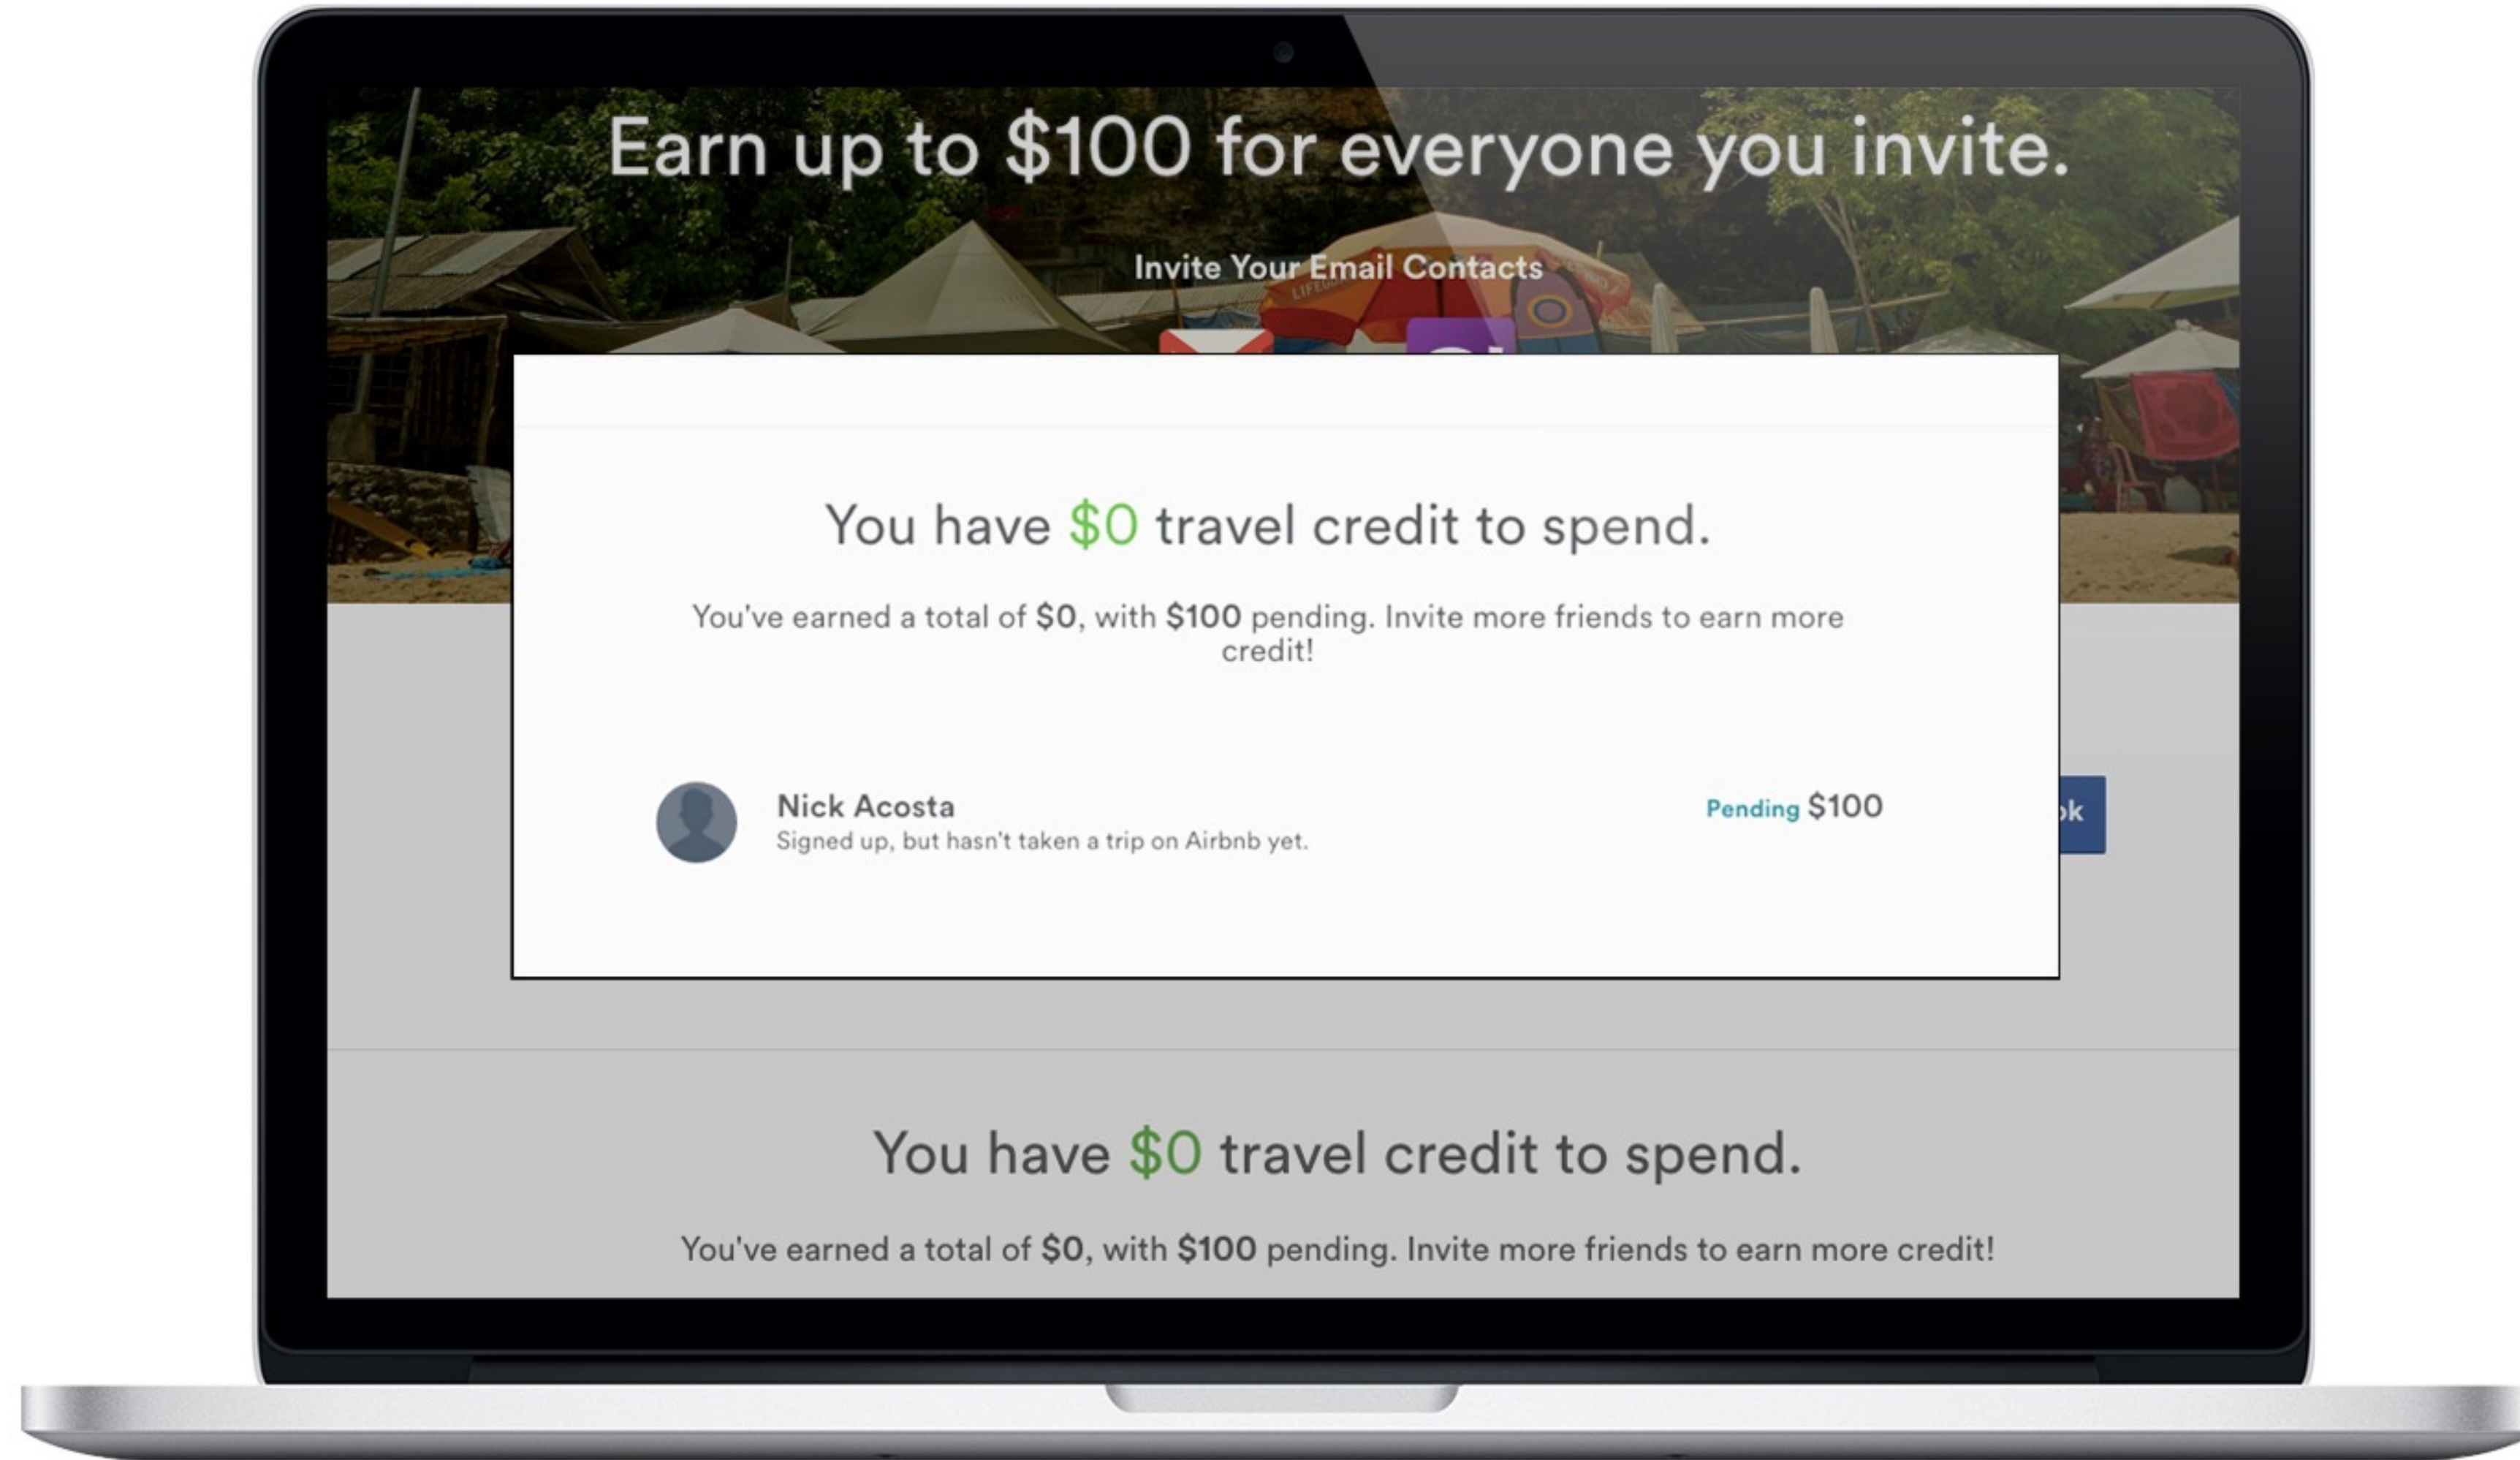 Earn up to $100 for everyone you invite.
Invite Your Email Contacts
You have $0 travel credit to spend.
You've earned a total of $0, with $100 pending. Invite more friends to earn more
credit!
Nick Acosta
Pending $100
Signed up, but hasn't taken a trip on Airbnb yet.
ok
You have $0 travel credit to spend.
You've earned a total of $0, with $100 pending. Invite more friends to earn more credit!